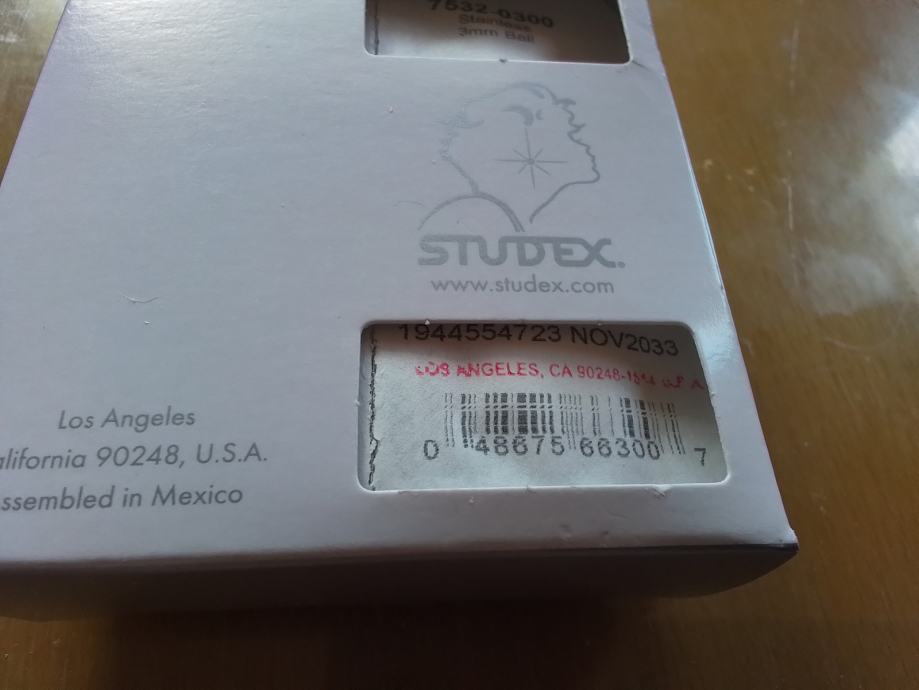 7532-0300
Stainless
3mm Ball
STUDEX.
www.studex.com
1944554723 NOV2033
LOS ANGELES, CA 90248
0 48675 66300 7
Los Angeles
alifornia 90248, U.S.A.
ssembled in Mexico